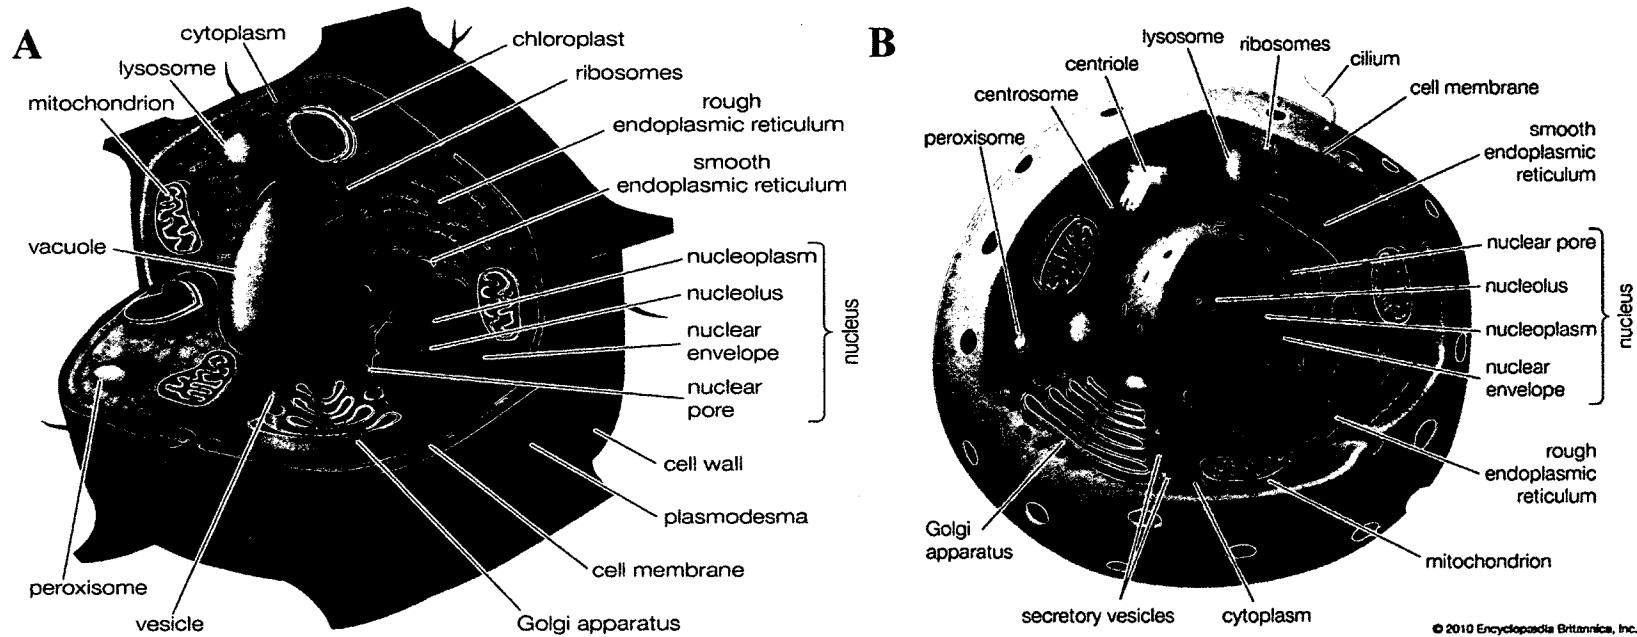 A
cytoplasm
lysosome
mitochondrion
vacuole
peroxisome
vesicle
chloroplast
ribosomes
rough
endoplasmic reticulum
smooth
endoplasmic reticulum
nucleoplasm
nucleolus
nuclear
envelope
nuclear
pore
nucleus
cell wall
plasmodesma
cell membrane
Golgi apparatus
B
lysosome
ribosomes
centriole
cilium
centrosome
cell membrane
peroxisome
smooth
endoplasmic
reticulum
nuclear pore
nucleolus
nucleoplasm
nuclear
envelope
nucleus
rough
endoplasmic
reticulum
Golgi
apparatus
mitochondrion
secretory vesicles
cytoplasm
© 2010 Encyclopædia Britannica, Inc.